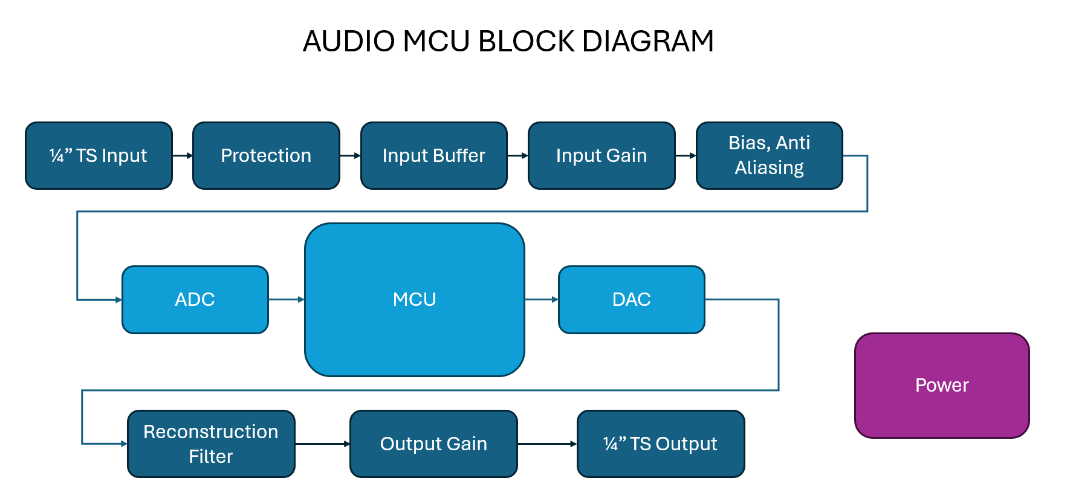 AUDIO MCU BLOCK DIAGRAM
¼” TS Input
Protection
Input Buffer
Input Gain
Bias, Anti
Aliasing
ADC
MCU
DAC
Power
Reconstruction
Filter
Output Gain
¼” TS Output